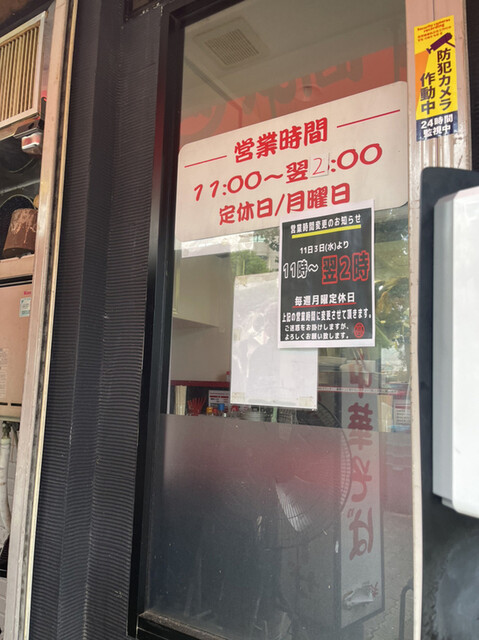 営業時間
11:00～翌2:00
定休日/月曜日
営業時間変更のお知らせ
11日3日(水)より
11時～翌2時
毎週月曜定休日
上記の営業時間に変更させて頂きます。
ご迷惑をお掛けしますが、
よろしくお願い致します。
防犯カメラ
作動中
24時間
監視中
中華そば